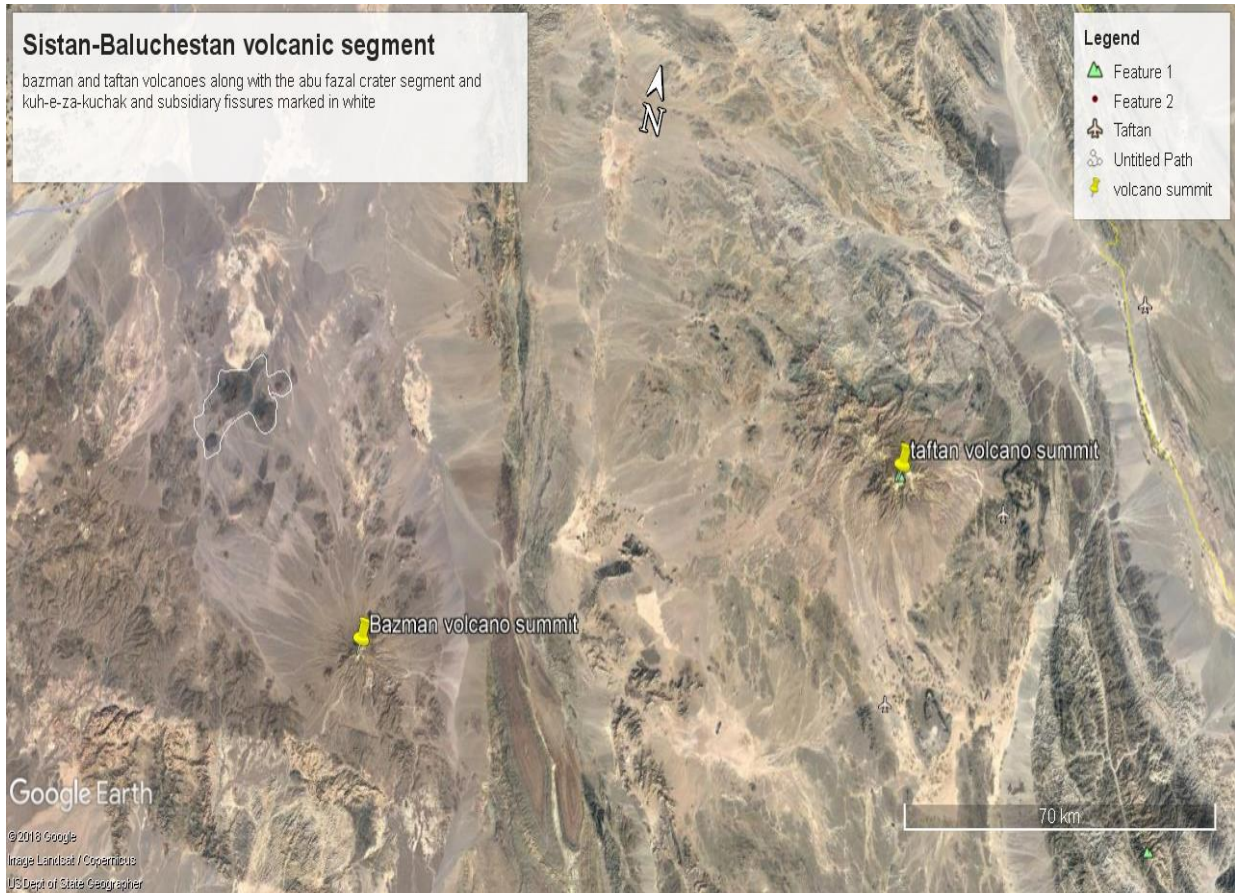 Sistan-Baluchestan volcanic segment
bazman and taftan volcanoes along with the abu fazal crater segment and
kuh-e-za-kuchak and subsidiary fissures marked in white
Legend
Feature 1
Feature 2
Taftan
Untitled Path
volcano summit
N
taftan volcano summit
Bazman volcano summit
Google Earth
70 km
© 2018 Google
Image Landsat / Copernicus
US Dept of State Geographer